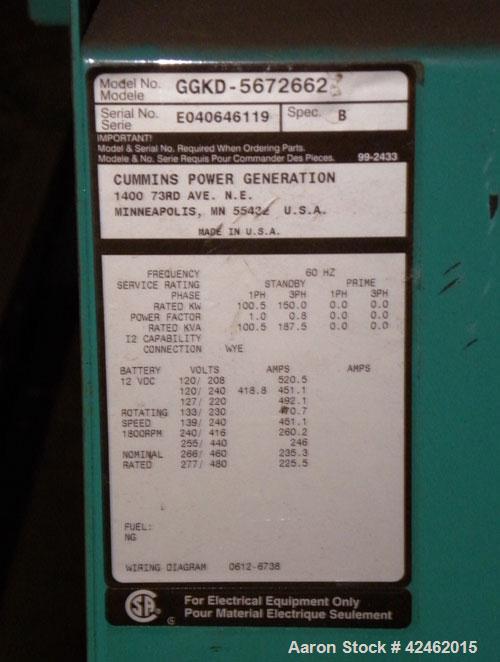 Model No. GGKD-5672662
Modele
Serial No. E040646119 Spec. B
Serie
IMPORTANT!
Model & Serial No. Required When Ordering Parts.
Modele & No. Serie Requis Pour Commander Des Pieces. 99-2433
CUMMINS POWER GENERATION
1400 73RD AVE. N.E.
MINNEAPOLIS, MN 55432 U.S.A.
MADE IN U.S.A.
FREQUENCY 60 HZ
SERVICE RATING STANDBY PRIME
PHASE 1PH 3PH 1PH 3PH
RATED KW 100.5 150.0 0.0 0.0
POWER FACTOR 1.0 0.8 0.0 0.0
RATED KVA 100.5 187.5 0.0 0.0
I2 CAPABILITY
CONNECTION WYE
BATTERY VOLTS AMPS AMPS
12 VDC 120/ 208 520.5
120/ 240 418.8 451.1
127/ 220 492.1
ROTATING 133/ 230 470.7
SPEED 139/ 240 451.1
1800RPM 240/ 416 260.2
255/ 440 246
NOMINAL 266/ 460 235.3
RATED 277/ 480 225.5
FUEL:
NG
WIRING DIAGRAM 0612-6738
SA For Electrical Equipment Only
Pour Material Electrique Seulement
Aaron Stock # 42462015